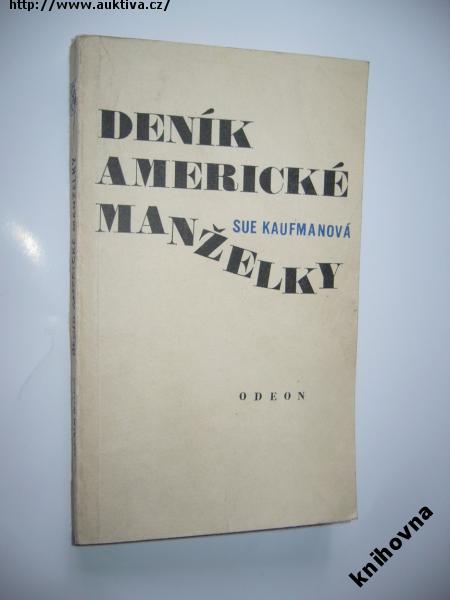 http://www.auktiva.cz/
DENÍK
AMERICKÉ
MANŽELKY
SUE KAUFMANOVÁ
ODEON
knihovna